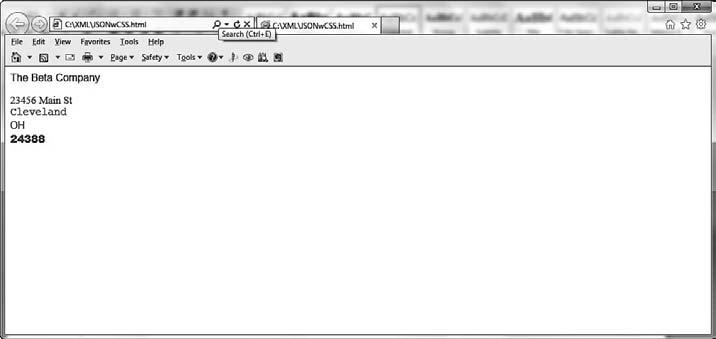 C:\XML\JSONwCSS.html
C:\XML\JSONwCSS.html
Search (Ctrl+E)
File Edit View Favorites Tools Help
Page Safety Tools
The Beta Company
23456 Main St
Cleveland
OH
24388